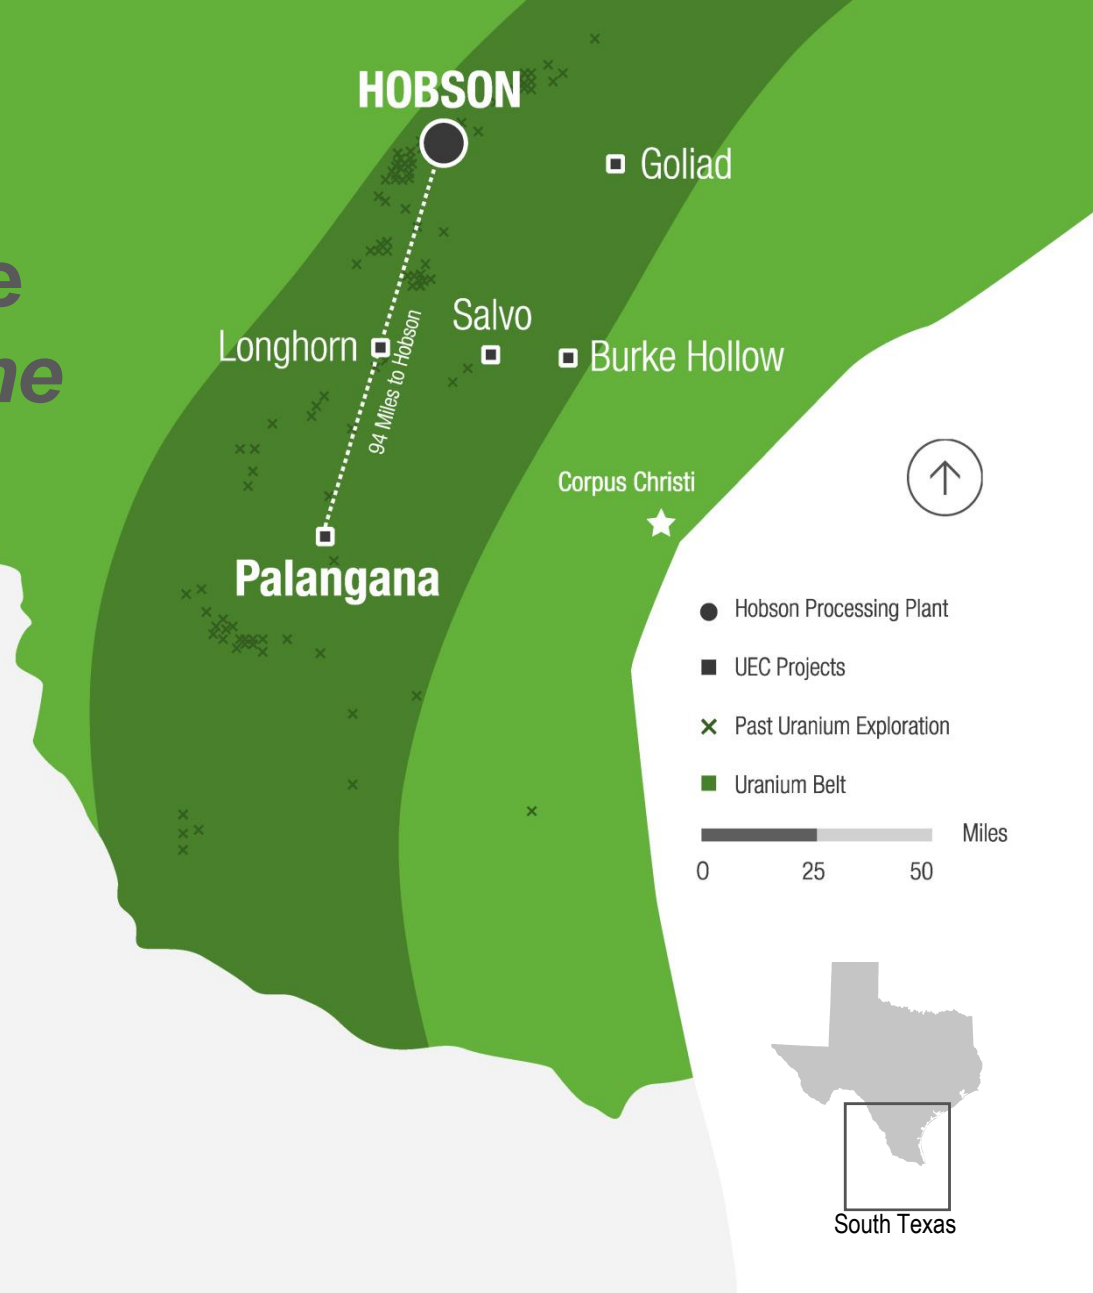 HOBSON
Goliad
Salvo
Longhorn
Burke Hollow
94 Miles to Hobson
Corpus Christi
Palangana
Hobson Processing Plant
UEC Projects
Past Uranium Exploration
Uranium Belt
Miles
0 25 50
South Texas